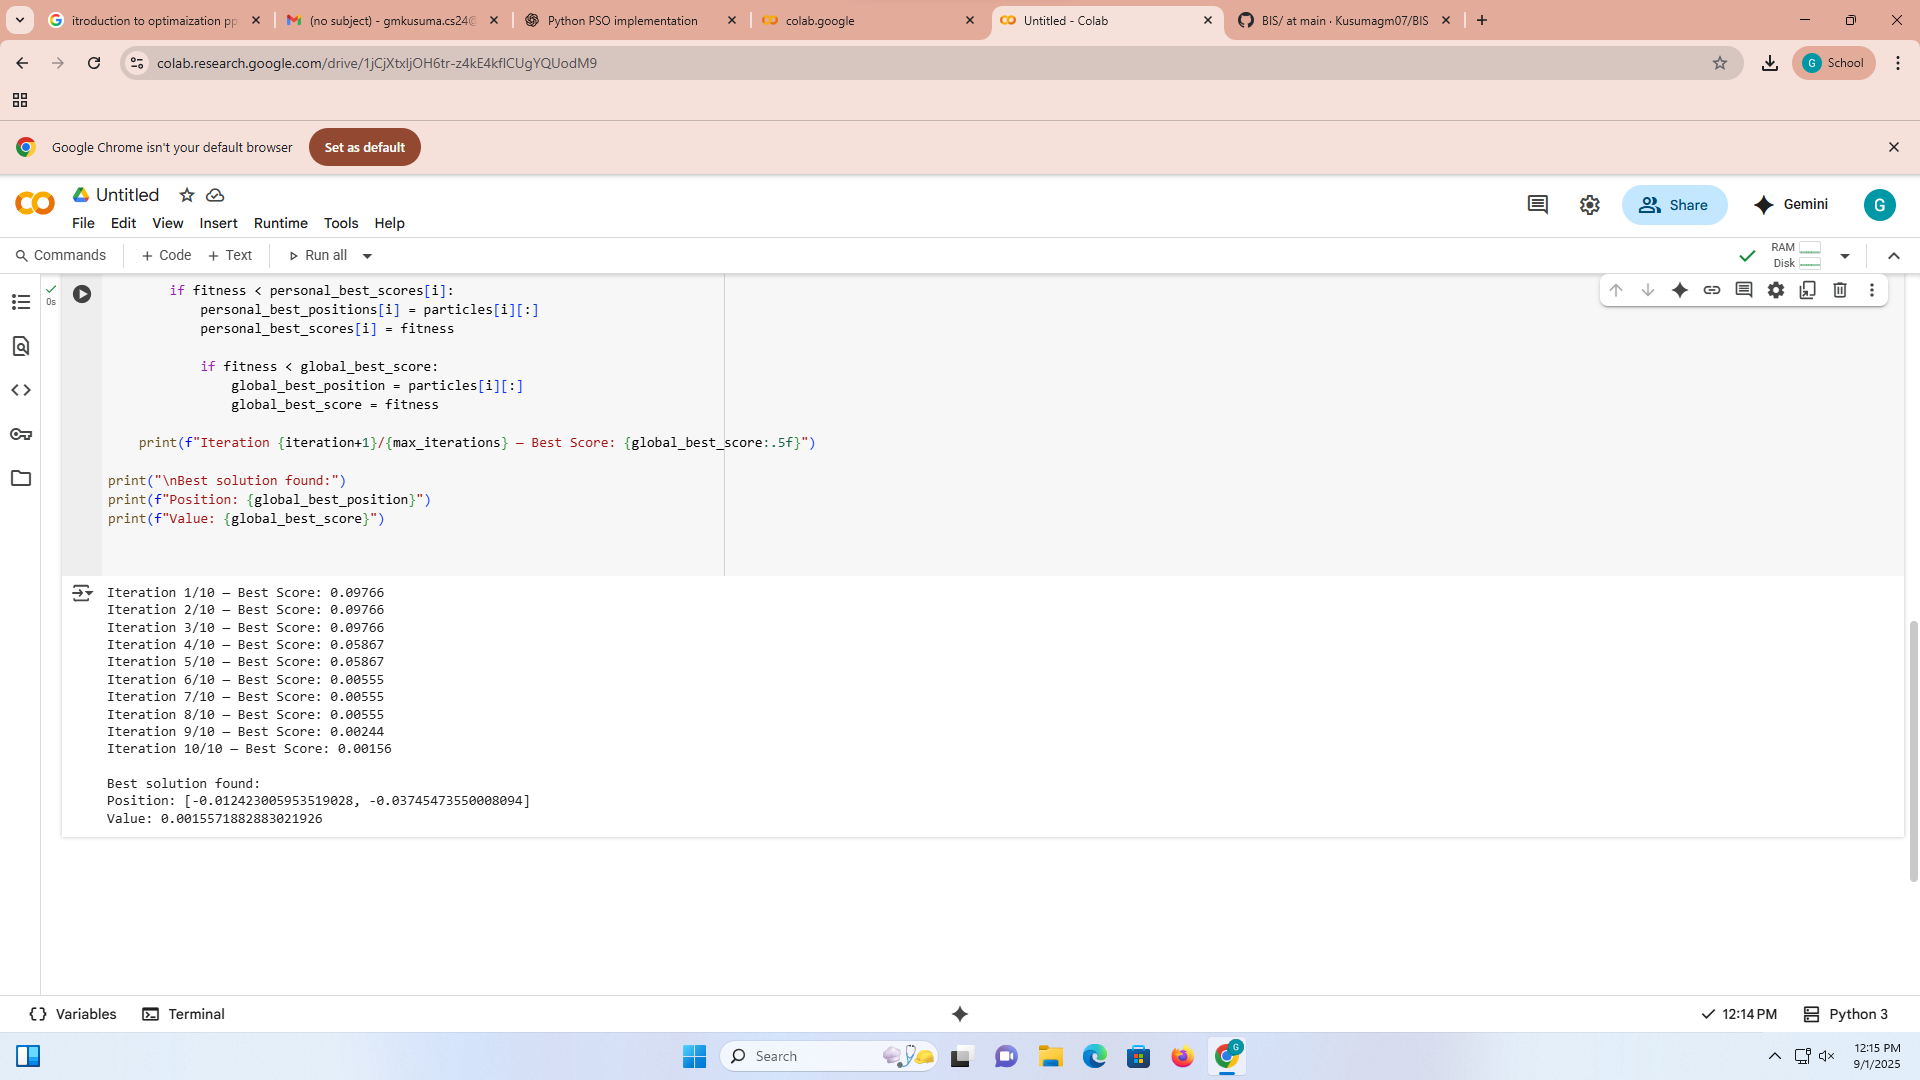 itroduction to optimaization pp
(no subject) - gmkusuma.cs24@
Python PSO implementation
colab.google
Untitled - Colab
BIS/ at main · Kusumagm07/BIS
colab.research.google.com/drive/1jCjXtxIjOH6tr-z4kE4kflCUgYQUodM9
G School
Google Chrome isn't your default browser
Set as default
Untitled
Share
Gemini
G
File Edit View Insert Runtime Tools Help
Commands
+ Code
+ Text
Run all
RAM
Disk
0s
if fitness < personal_best_scores[i]:
personal_best_positions[i] = particles[i][:]
personal_best_scores[i] = fitness
if fitness < global_best_score:
global_best_position = particles[i][:]
global_best_score = fitness
print(f"Iteration {iteration+1}/{max_iterations} — Best Score: {global_best_score:.5f}")
print("\nBest solution found:")
print(f"Position: {global_best_position}")
print(f"Value: {global_best_score}")
Iteration 1/10 — Best Score: 0.09766
Iteration 2/10 — Best Score: 0.09766
Iteration 3/10 — Best Score: 0.09766
Iteration 4/10 — Best Score: 0.05867
Iteration 5/10 — Best Score: 0.05867
Iteration 6/10 — Best Score: 0.00555
Iteration 7/10 — Best Score: 0.00555
Iteration 8/10 — Best Score: 0.00555
Iteration 9/10 — Best Score: 0.00244
Iteration 10/10 — Best Score: 0.00156
Best solution found:
Position: [-0.012423005953519028, -0.03745473550008094]
Value: 0.0015571882883021926
Variables
Terminal
12:14 PM
Python 3
Search
G
12:15 PM
9/1/2025